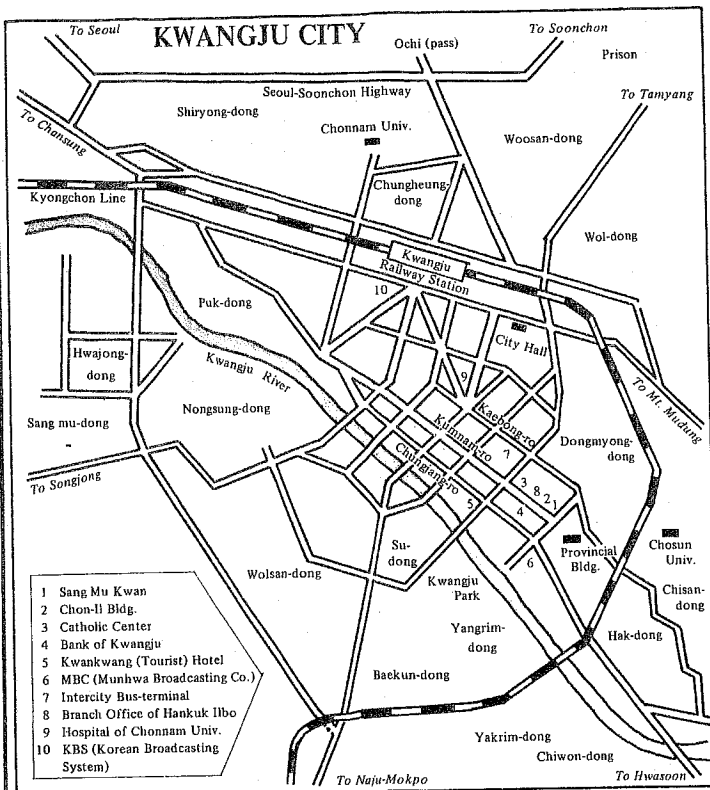 KWANGJU CITY
To Seoul
Ochi (pass)
To Soonchon
Prison
Seoul-Soonchon Highway
To Tamyang
Shiryong-dong
To Chansung
Chonnam Univ.
Woosan-dong
Chungheung-
dong
Kyongchon Line
Wol-dong
Kwangju
Railway Station
10
Puk-dong
City Hall
Kwangju River
9
Hwajong-
dong
To Mt. Mudung
Nongsung-dong
Kaebong-ro
Kumnang-ro
Sang mu-dong
Dongmyong-
dong
Chungjang-ro
7
To Songjong
3
8
2
1
5
4
Su-
dong
6
Provincial
Bldg.
Chosun
Univ.
Wolsan-dong
Kwangju
Park
Chisan-
dong
Yangrim-
dong
Hak-dong
Baekun-dong
Yakrim-dong
Chiwon-dong
To Naju-Mokpo
To Hwasoon
1 Sang Mu Kwan
2 Chon-Il Bldg.
3 Catholic Center
4 Bank of Kwangju
5 Kwankwang (Tourist) Hotel
6 MBC (Munhwa Broadcasting Co.)
7 Intercity Bus-terminal
8 Branch Office of Hankuk Ilbo
9 Hospital of Chonnam Univ.
10 KBS (Korean Broadcasting
System)